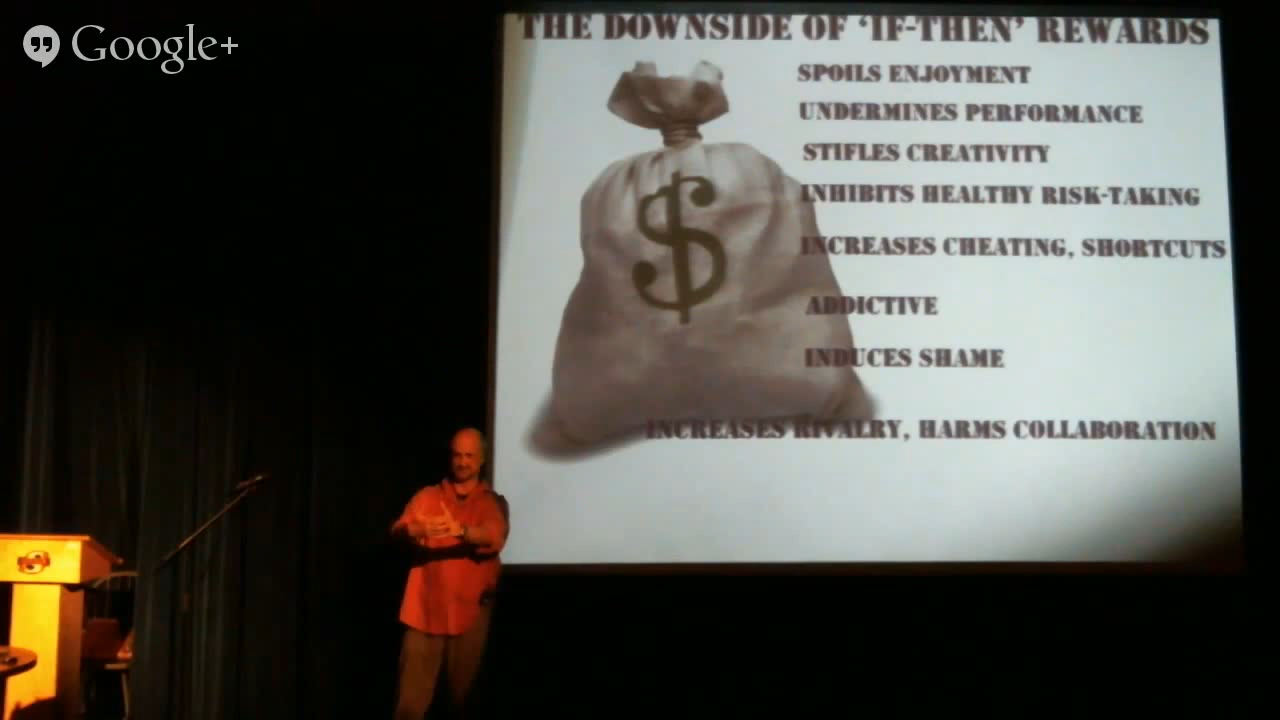 Google+
THE DOWNSIDE OF ‘IF-THEN’ REWARDS
SPOILS ENJOYMENT
UNDERMINES PERFORMANCE
STIFLES CREATIVITY
INHIBITS HEALTHY RISK-TAKING
$
INCREASES CHEATING, SHORTCUTS
ADDICTIVE
INDUCES SHAME
INCREASES RIVALRY, HARMS COLLABORATION